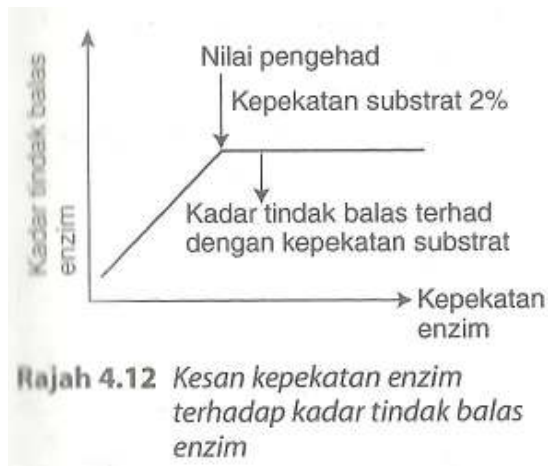 Nilai pengehad
Kepekatan substrat 2%
Kadar tindak balas
enzim
Kadar tindak balas terhad
dengan kepekatan substrat
Kepekatan
enzim
Rajah 4.12 Kesan kepekatan enzim
terhadap kadar tindak balas
enzim